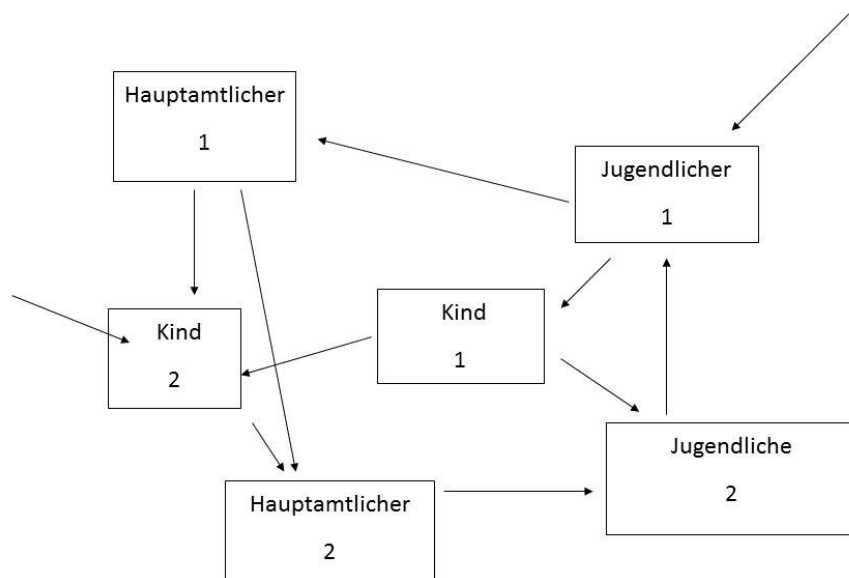 Hauptamtlicher
1
Jugendlicher
1
Kind
2
Kind
1
Jugendliche
2
Hauptamtlicher
2